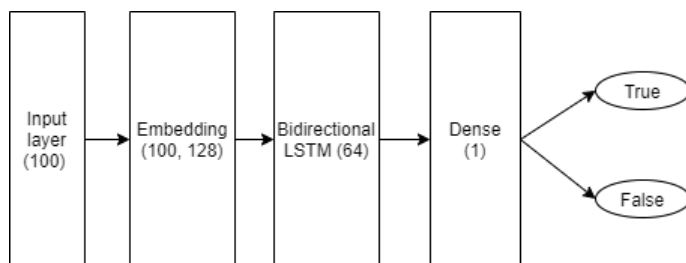 Input
layer
(100)
Embedding
(100, 128)
Bidirectional
LSTM (64)
Dense
(1)
True
False